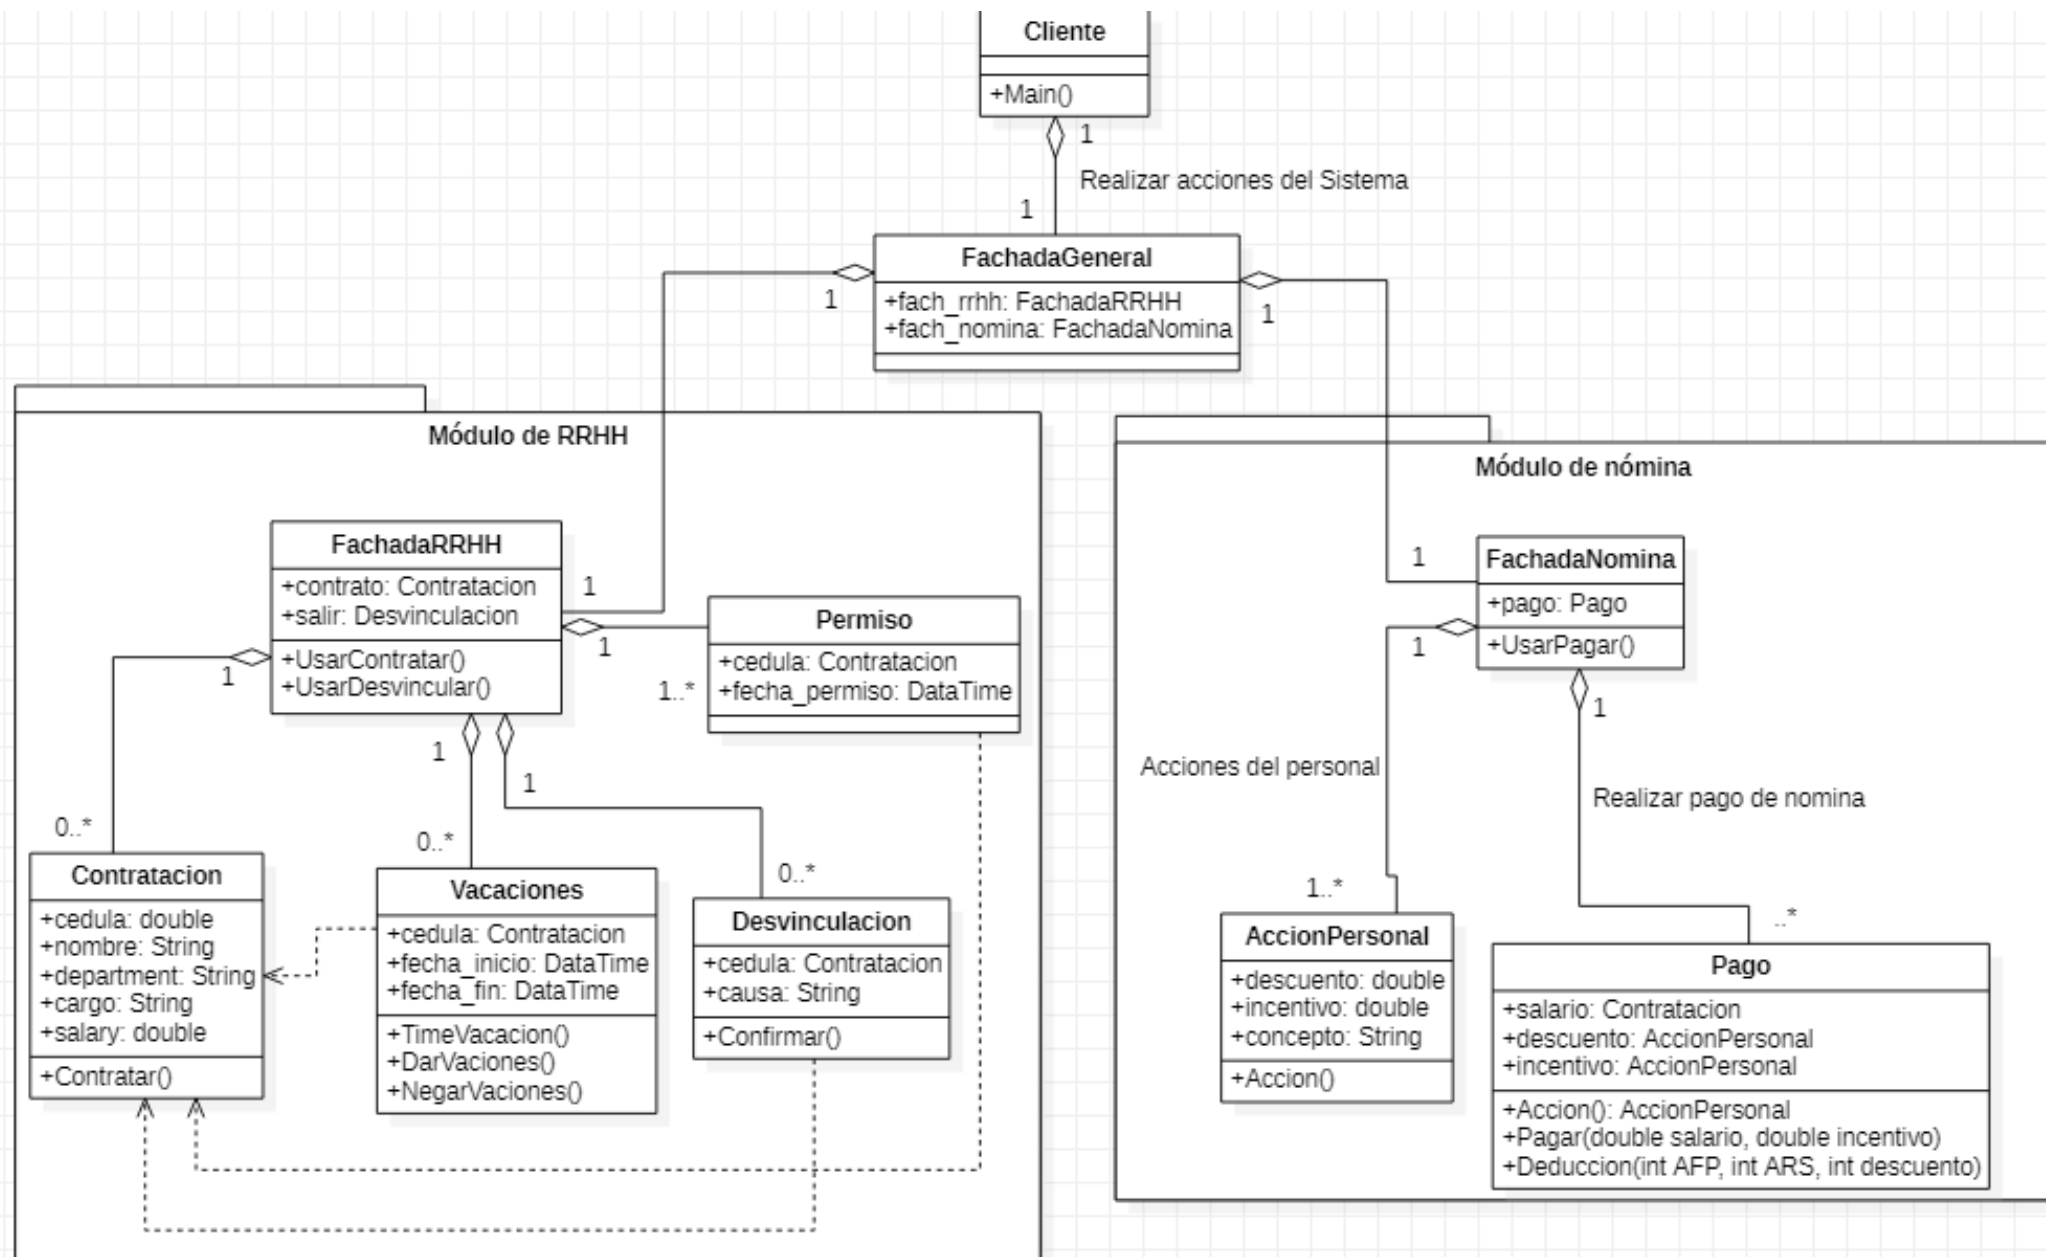 Cliente
+Main()
1
Realizar acciones del Sistema
1
FachadaGeneral
+fach_rrhh: FachadaRRHH
+fach_nomina: FachadaNomina
1
1
Módulo de RRHH
FachadaRRHH
+contrato: Contratacion
+salir: Desvinculacion
+UsarContratar()
+UsarDesvincular()
1
1
1
1
1
Permiso
+cedula: Contratacion
+fecha_permiso: DataTime
1..*
0..*
0..*
0..*
Contratacion
+cedula: double
+nombre: String
+department: String
+cargo: String
+salary: double
+Contratar()
Vacaciones
+cedula: Contratacion
+fecha_inicio: DataTime
+fecha_fin: DataTime
+TimeVacacion()
+DarVaciones()
+NegarVaciones()
Desvinculacion
+cedula: Contratacion
+causa: String
+Confirmar()
Módulo de nómina
1
FachadaNomina
+pago: Pago
+UsarPagar()
1
1
Acciones del personal
Realizar pago de nomina
1..*
..*
AccionPersonal
+descuento: double
+incentivo: double
+concepto: String
+Accion()
Pago
+salario: Contratacion
+descuento: AccionPersonal
+incentivo: AccionPersonal
+Accion(): AccionPersonal
+Pagar(double salario, double incentivo)
+Deduccion(int AFP, int ARS, int descuento)